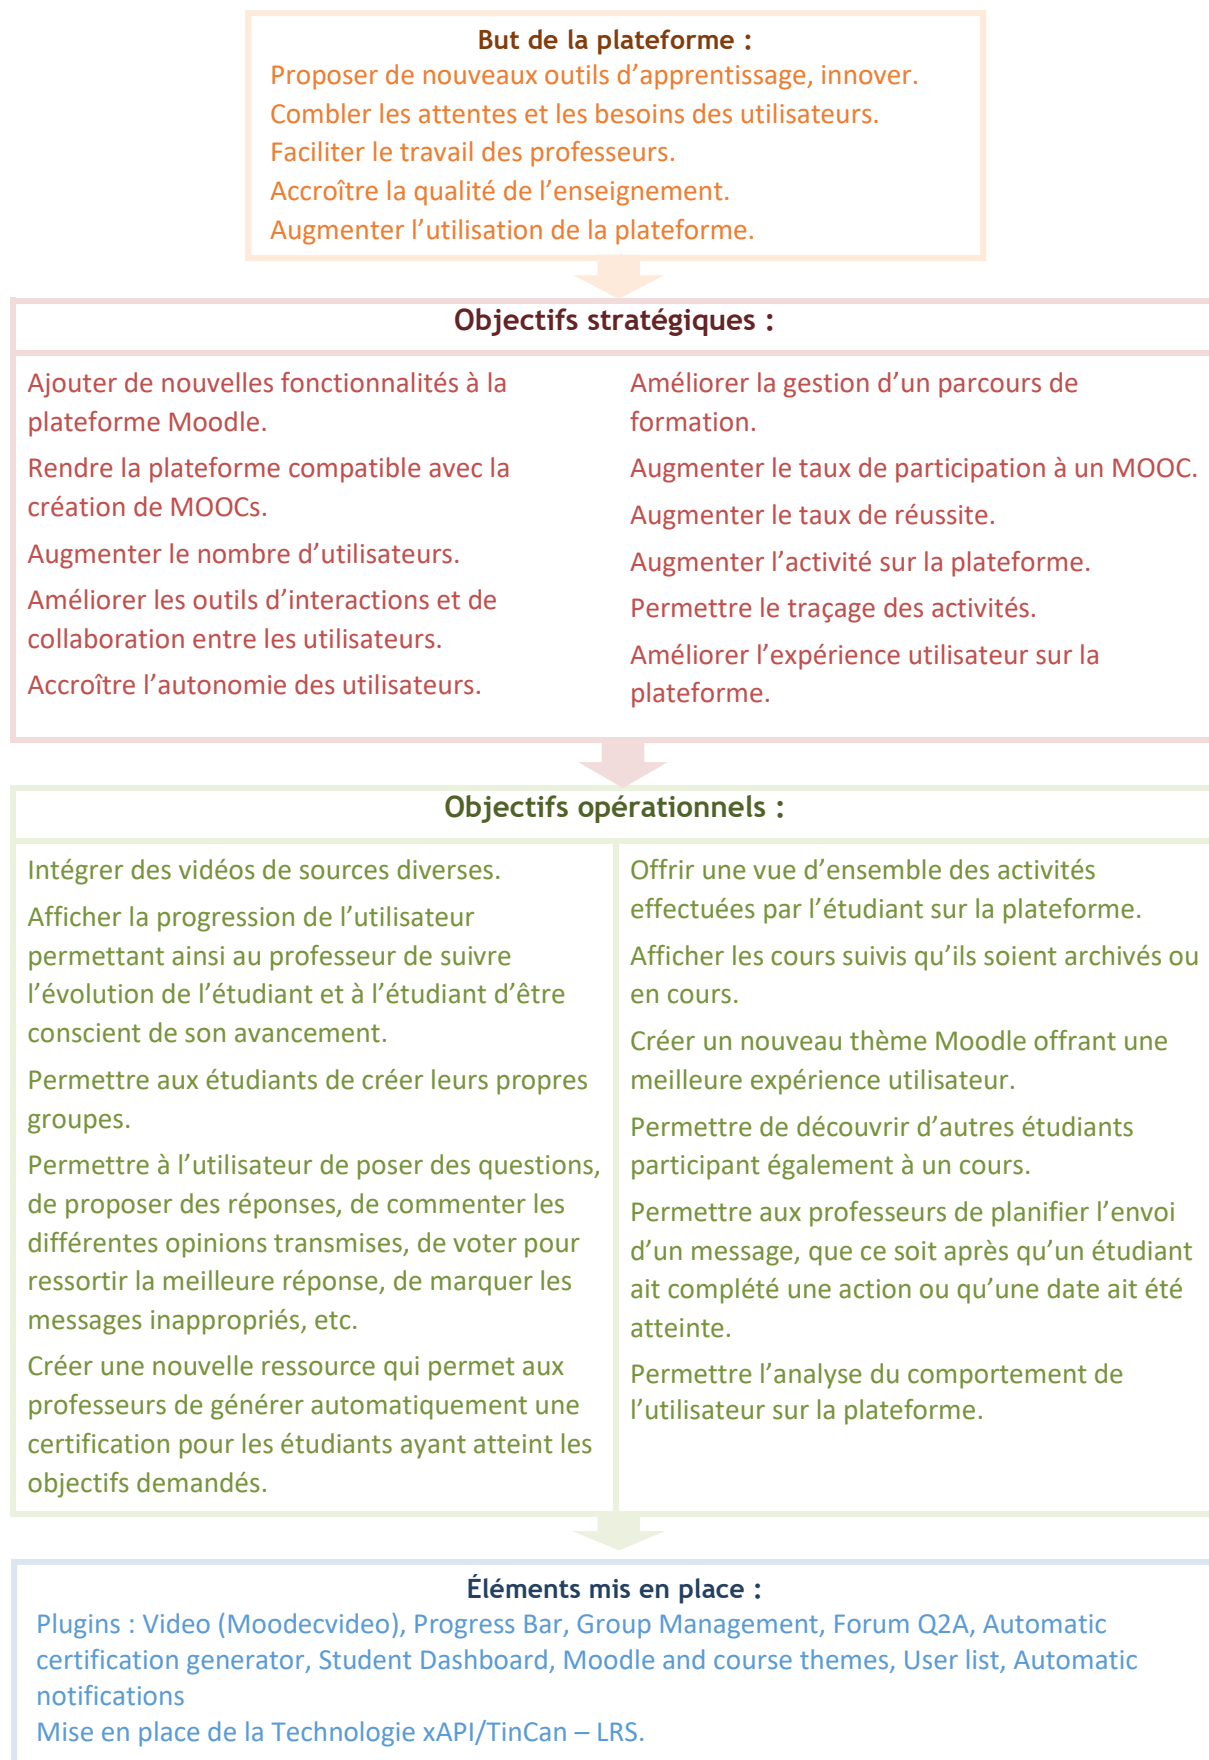 But de la plateforme :
Proposer de nouveaux outils d’apprentissage, innover.
Combler les attentes et les besoins des utilisateurs.
Faciliter le travail des professeurs.
Accroître la qualité de l’enseignement.
Augmenter l’utilisation de la plateforme.
Objectifs stratégiques :
Ajouter de nouvelles fonctionnalités à la
plateforme Moodle.
Rendre la plateforme compatible avec la
création de MOOCs.
Augmenter le nombre d’utilisateurs.
Améliorer les outils d’interactions et de
collaboration entre les utilisateurs.
Accroître l’autonomie des utilisateurs.
Améliorer la gestion d’un parcours de
formation.
Augmenter le taux de participation à un MOOC.
Augmenter le taux de réussite.
Augmenter l’activité sur la plateforme.
Permettre le traçage des activités.
Améliorer l’expérience utilisateur sur la
plateforme.
Objectifs opérationnels :
Intégrer des vidéos de sources diverses.
Afficher la progression de l’utilisateur
permettant ainsi au professeur de suivre
l’évolution de l’étudiant et à l’étudiant d’être
conscient de son avancement.
Permettre aux étudiants de créer leurs propres
groupes.
Permettre à l’utilisateur de poser des questions,
de proposer des réponses, de commenter les
différentes opinions transmises, de voter pour
ressortir la meilleure réponse, de marquer les
messages inappropriés, etc.
Créer une nouvelle ressource qui permet aux
professeurs de générer automatiquement une
certification pour les étudiants ayant atteint les
objectifs demandés.
Offrir une vue d’ensemble des activités
effectuées par l’étudiant sur la plateforme.
Afficher les cours suivis qu’ils soient archivés ou
en cours.
Créer un nouveau thème Moodle offrant une
meilleure expérience utilisateur.
Permettre de découvrir d’autres étudiants
participant également à un cours.
Permettre aux professeurs de planifier l’envoi
d’un message, que ce soit après qu’un étudiant
ait complété une action ou qu’une date ait été
atteinte.
Permettre l’analyse du comportement de
l’utilisateur sur la plateforme.
Éléments mis en place :
Plugins : Video (Moodecvideo), Progress Bar, Group Management, Forum Q2A, Automatic
certification generator, Student Dashboard, Moodle and course themes, User list, Automatic
notifications
Mise en place de la Technologie xAPI/TinCan – LRS.